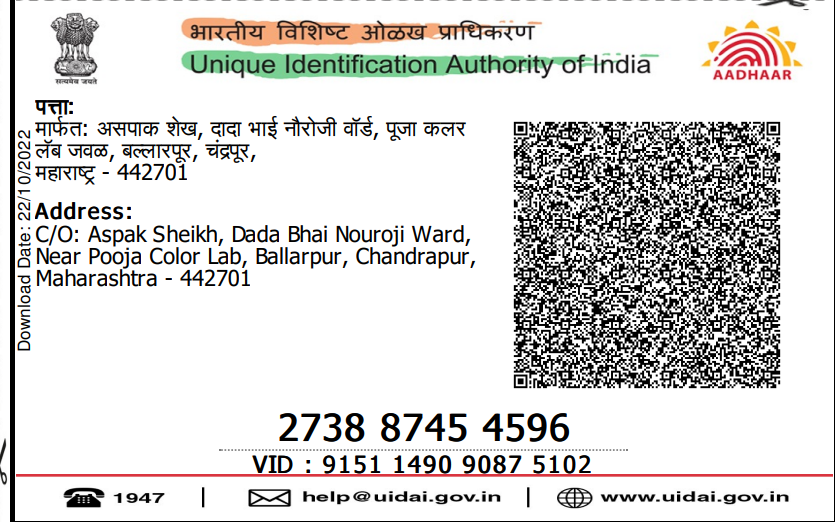 भारतीय विशिष्ट ओळख प्राधिकरण
Unique Identification Authority of India
सत्यमेव जयते
AADHAAR
पत्ता:
मार्फत: असपाक शेख, दादा भाई नौरोजी वॉर्ड, पूजा कलर
लॅब जवळ, बल्लारपूर, चंद्रपूर,
महाराष्ट्र - 442701
Address:
C/O: Aspak Sheikh, Dada Bhai Nouroji Ward,
Near Pooja Color Lab, Ballarpur, Chandrapur,
Maharashtra - 442701
Download Date: 22/10/2022
2738 8745 4596
VID : 9151 1490 9087 5102
1947 | help@uidai.gov.in | www.uidai.gov.in